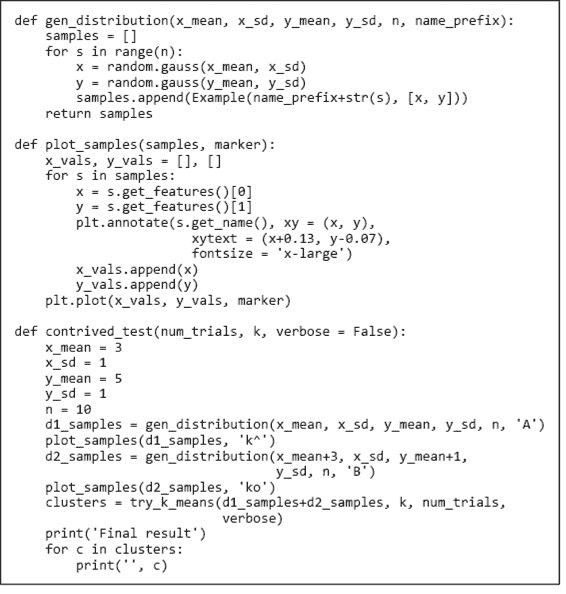 def gen_distribution(x_mean, x_sd, y_mean, y_sd, n, name_prefix):
    samples = []
    for s in range(n):
        x = random.gauss(x_mean, x_sd)
        y = random.gauss(y_mean, y_sd)
        samples.append(Example(name_prefix+str(s), [x, y]))
    return samples

def plot_samples(samples, marker):
    x_vals, y_vals = [], []
    for s in samples:
        x = s.get_features()[0]
        y = s.get_features()[1]
        plt.annotate(s.get_name(), xy = (x, y),
                     xytext = (x+0.13, y-0.07),
                     fontsize = 'x-large')
        x_vals.append(x)
        y_vals.append(y)
    plt.plot(x_vals, y_vals, marker)

def contrived_test(num_trials, k, verbose = False):
    x_mean = 3
    x_sd = 1
    y_mean = 5
    y_sd = 1
    n = 10
    d1_samples = gen_distribution(x_mean, x_sd, y_mean, y_sd, n, 'A')
    plot_samples(d1_samples, 'k^')
    d2_samples = gen_distribution(x_mean+3, x_sd, y_mean+1,
                                  y_sd, n, 'B')
    plot_samples(d2_samples, 'ko')
    clusters = try_k_means(d1_samples+d2_samples, k, num_trials,
                           verbose)
    print('Final result')
    for c in clusters:
        print('', c)